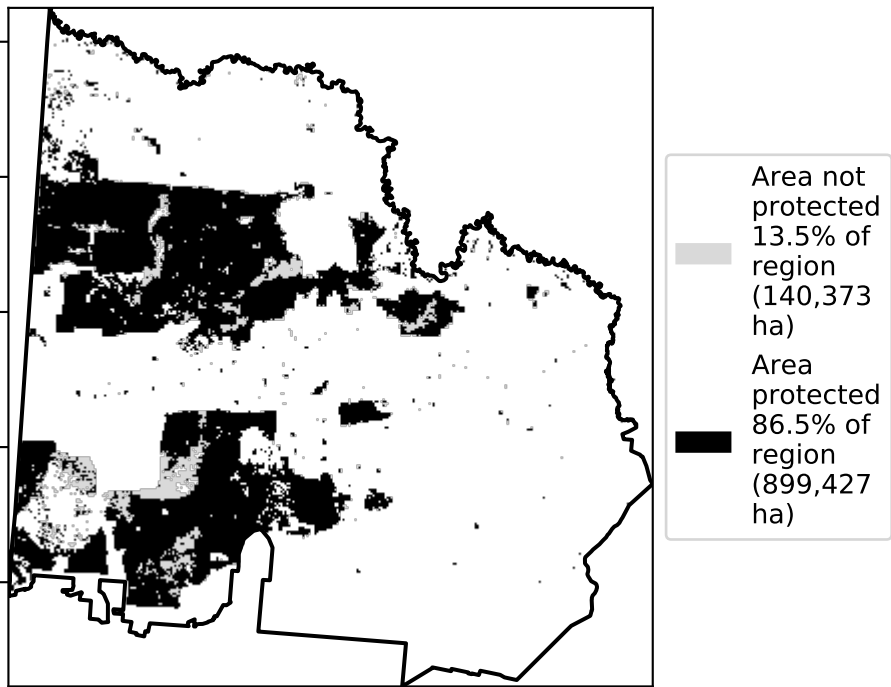 Area not
protected
13.5% of
region
(140,373
ha)
Area
protected
86.5% of
region
(899,427
ha)